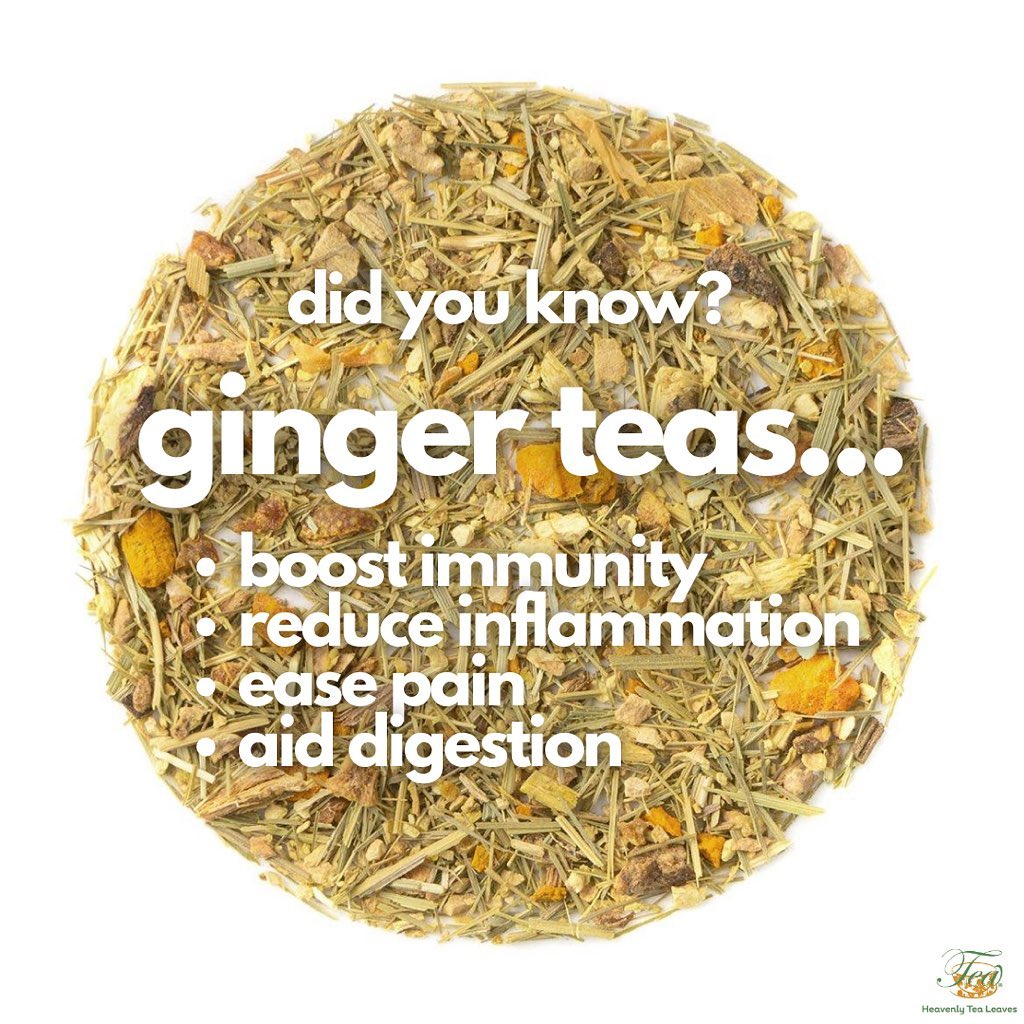 did you know?
ginger teas...
• boost immunity
• reduce inflammation
• ease pain
• aid digestion
Tea
Heavenly Tea Leaves